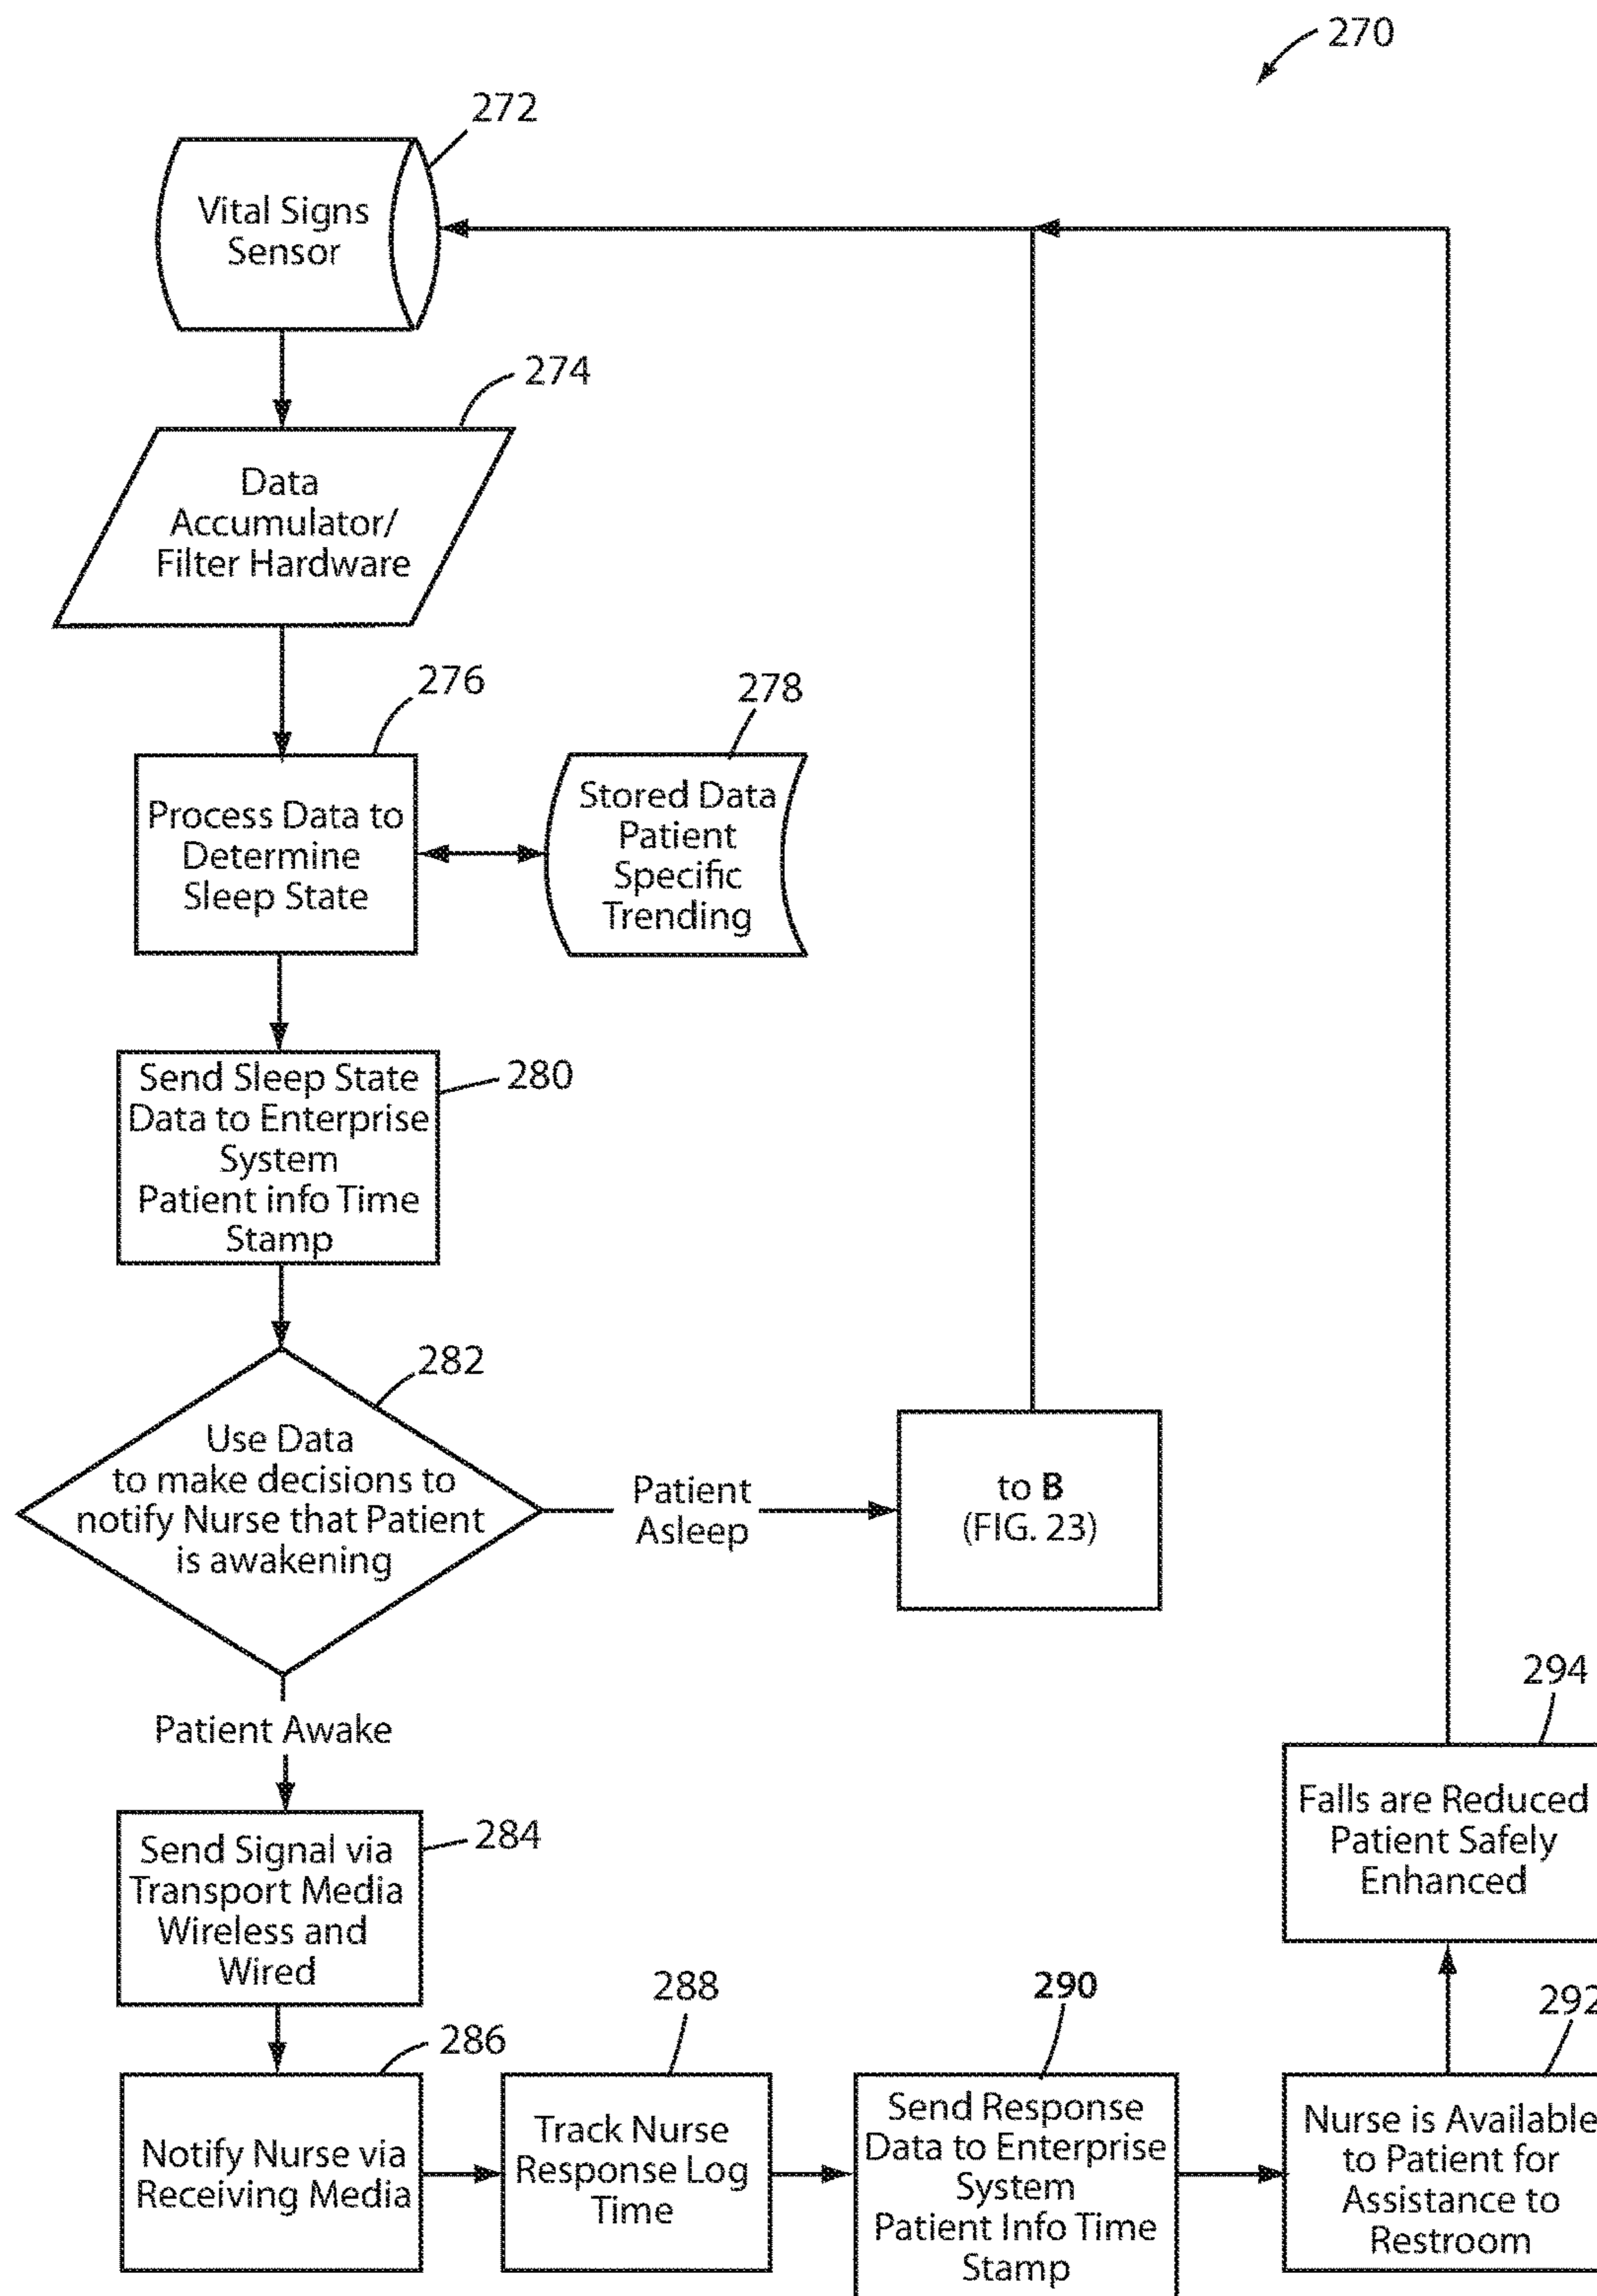 270
272
Vital Signs
Sensor
274
Data
Accumulator/
Filter Hardware
276
278
Process Data to
Determine
Sleep State
Stored Data
Patient
Specific
Trending
280
Send Sleep State
Data to Enterprise
System
Patient info Time
Stamp
282
Use Data
to make decisions to
notify Nurse that Patient
is awakening
Patient
Asleep
to B
(FIG. 23)
Patient Awake
284
Send Signal via
Transport Media
Wireless and
Wired
286
Notify Nurse via
Receiving Media
288
Track Nurse
Response Log
Time
290
Send Response
Data to Enterprise
System
Patient Info Time
Stamp
292
Nurse is Available
to Patient for
Assistance to
Restroom
294
Falls are Reduced
Patient Safely
Enhanced